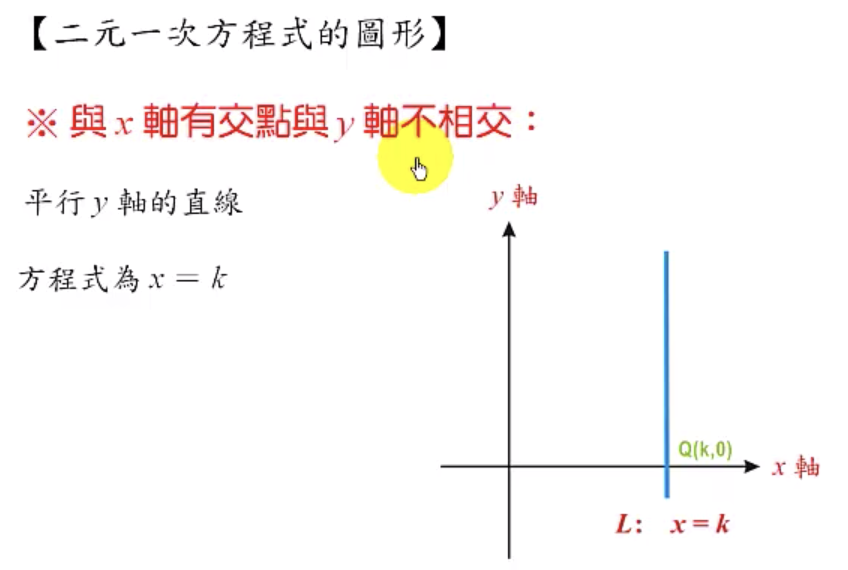 【二元一次方程式的圖形】
※與 x 軸有交點與 y 軸不相交：
平行 y 軸的直線
方程式為 x = k
y 軸
Q(k,0)
x 軸
L: x = k